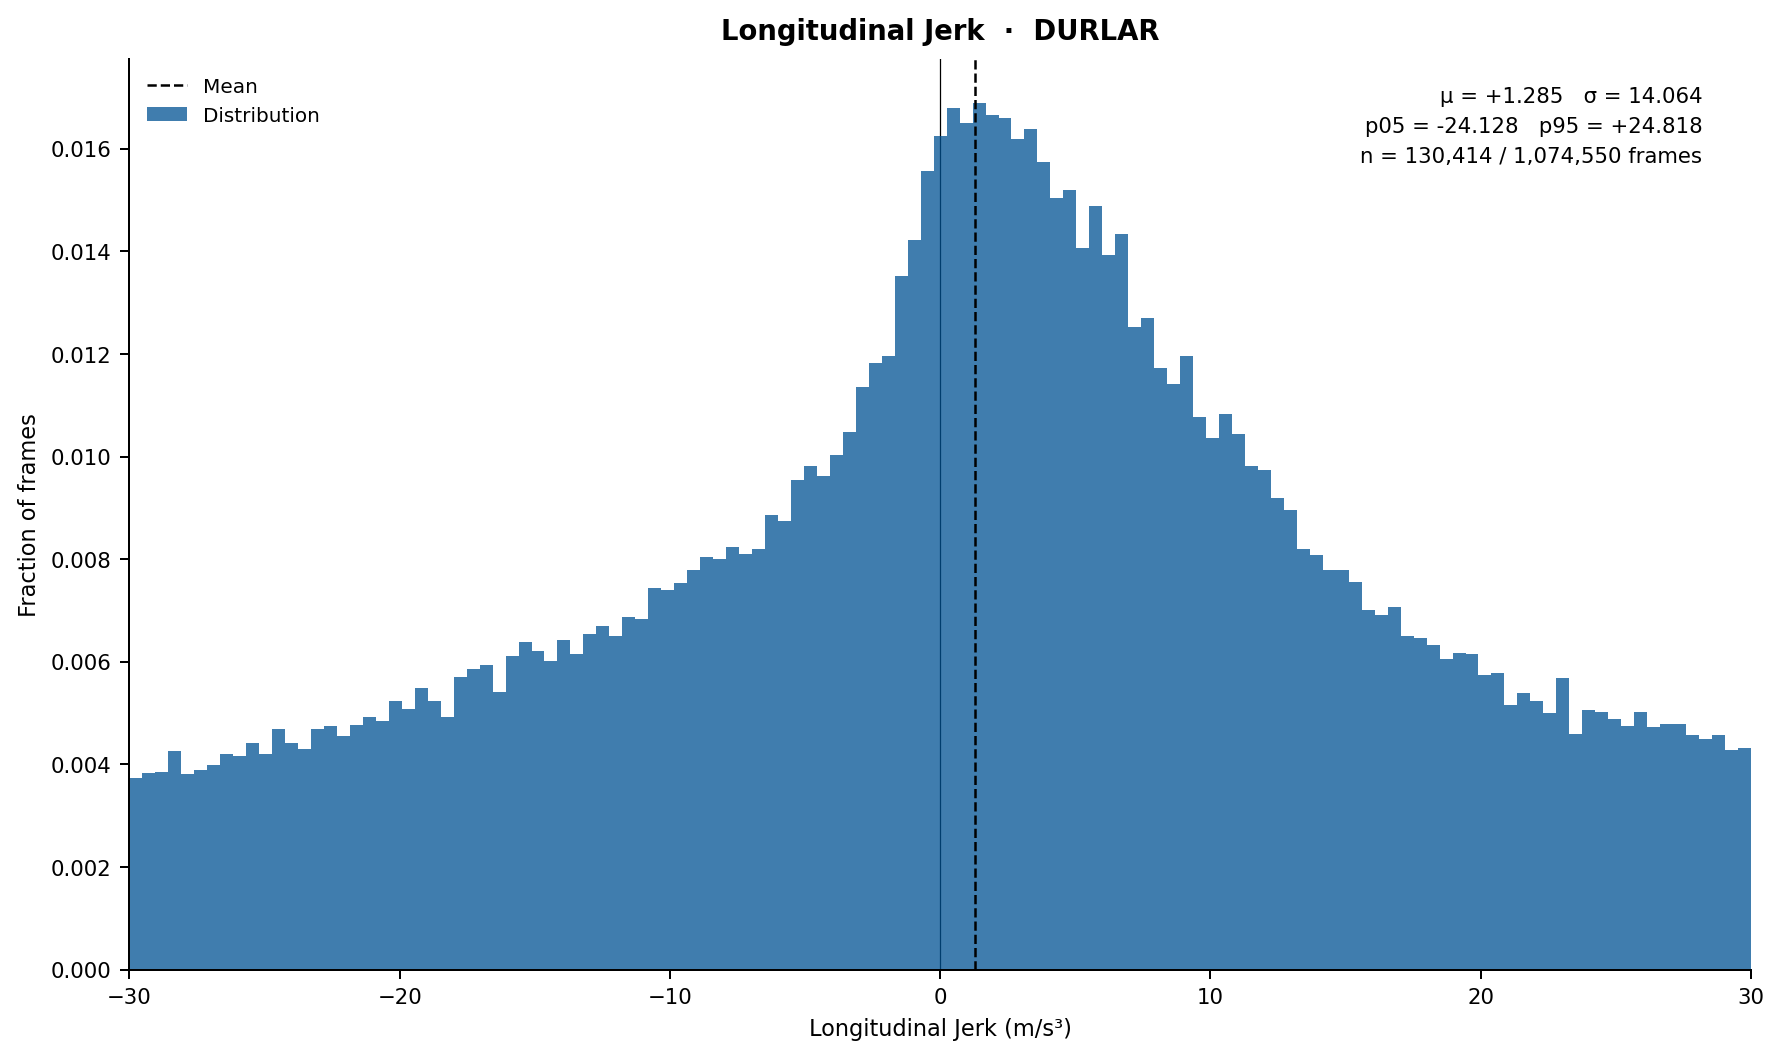 Longitudinal Jerk · DURLAR
Mean
Distribution
μ = +1.285 σ = 14.064
p05 = -24.128 p95 = +24.818
n = 130,414 / 1,074,550 frames
0.016
0.014
0.012
0.010
0.008
0.006
0.004
0.002
0.000
Fraction of frames
−30
−20
−10
0
10
20
30
Longitudinal Jerk (m/s³)